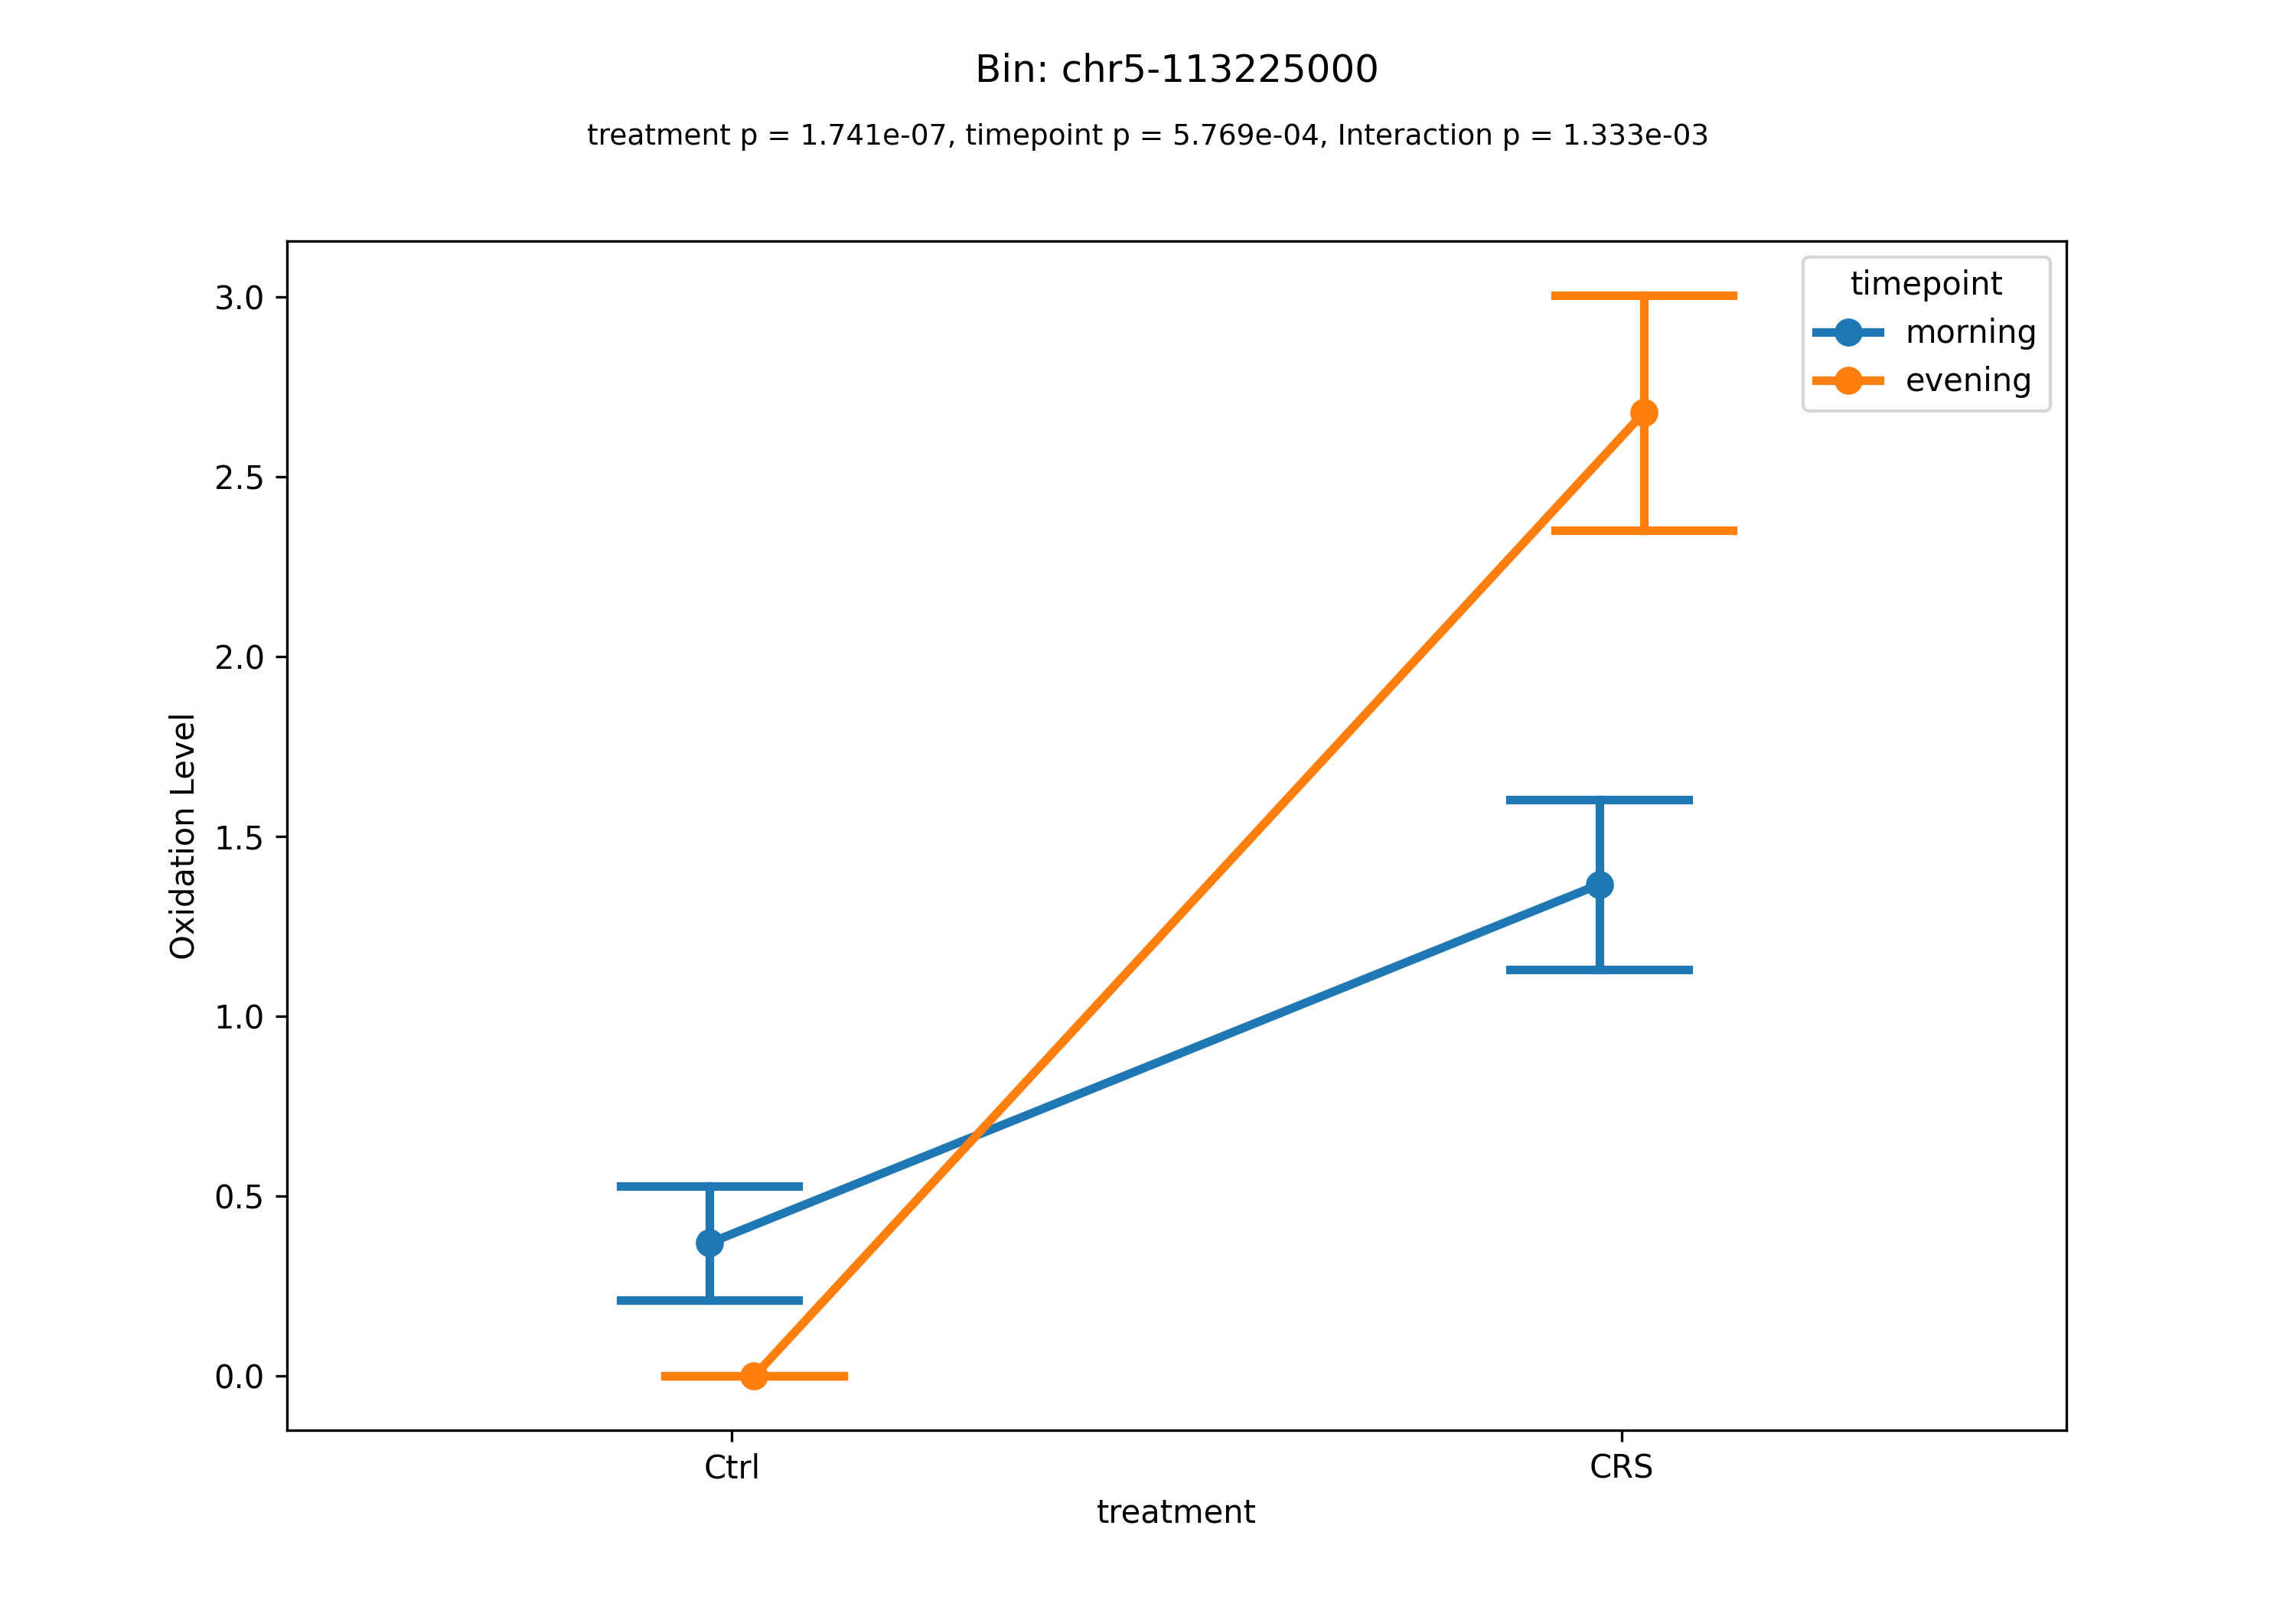 Bin: chr5-113225000
treatment p = 1.741e-07, timepoint p = 5.769e-04, Interaction p = 1.333e-03
timepoint
morning
evening
3.0
2.5
2.0
1.5
1.0
0.5
0.0
Oxidation Level
Ctrl
CRS
treatment